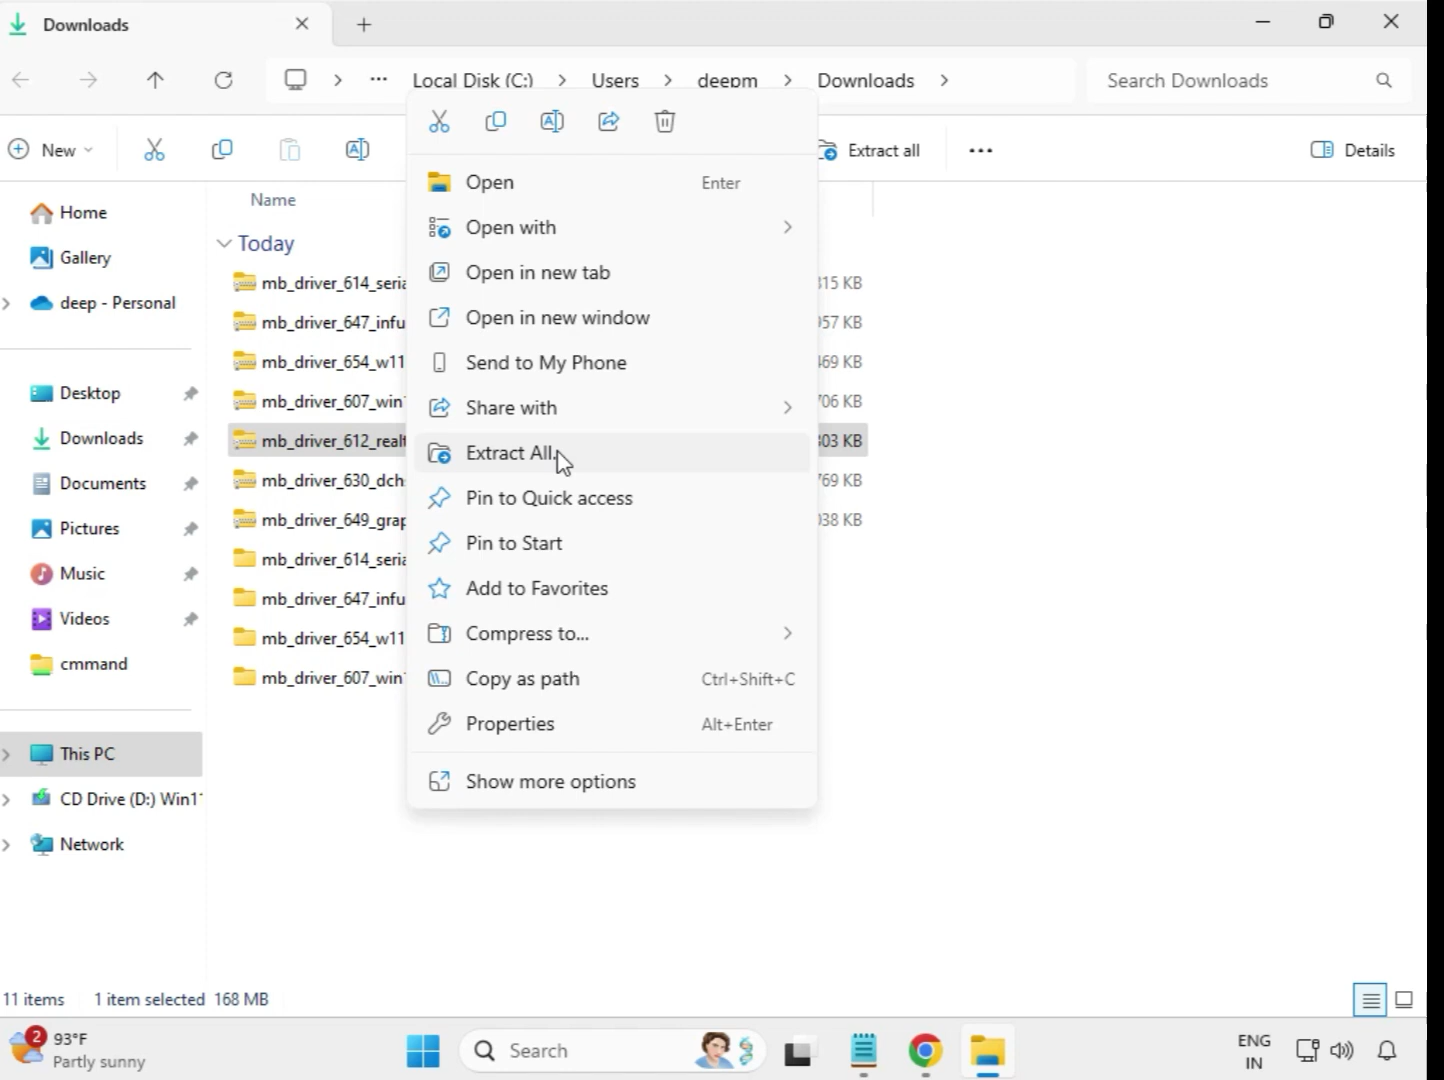 Downloads
Local Disk (C:) > Users > deepm > Downloads >
Search Downloads
New
Extract all
Details
Home
Gallery
deep - Personal
Desktop
Downloads
Documents
Pictures
Music
Videos
cmmand
This PC
CD Drive (D:) Win11
Network
Name
Today
mb_driver_614_seria
mb_driver_647_infu
mb_driver_654_w11
mb_driver_607_win
mb_driver_612_realt
mb_driver_630_dch
mb_driver_649_grap
mb_driver_614_seria
mb_driver_647_infu
mb_driver_654_w11
mb_driver_607_win
Open Enter
Open with
Open in new tab
Open in new window
Send to My Phone
Share with
Extract All
Pin to Quick access
Pin to Start
Add to Favorites
Compress to...
Copy as path Ctrl+Shift+C
Properties Alt+Enter
Show more options
315 KB
957 KB
469 KB
706 KB
303 KB
769 KB
038 KB
11 items 1 item selected 168 MB
2
93°F
Partly sunny
Search
ENG
IN